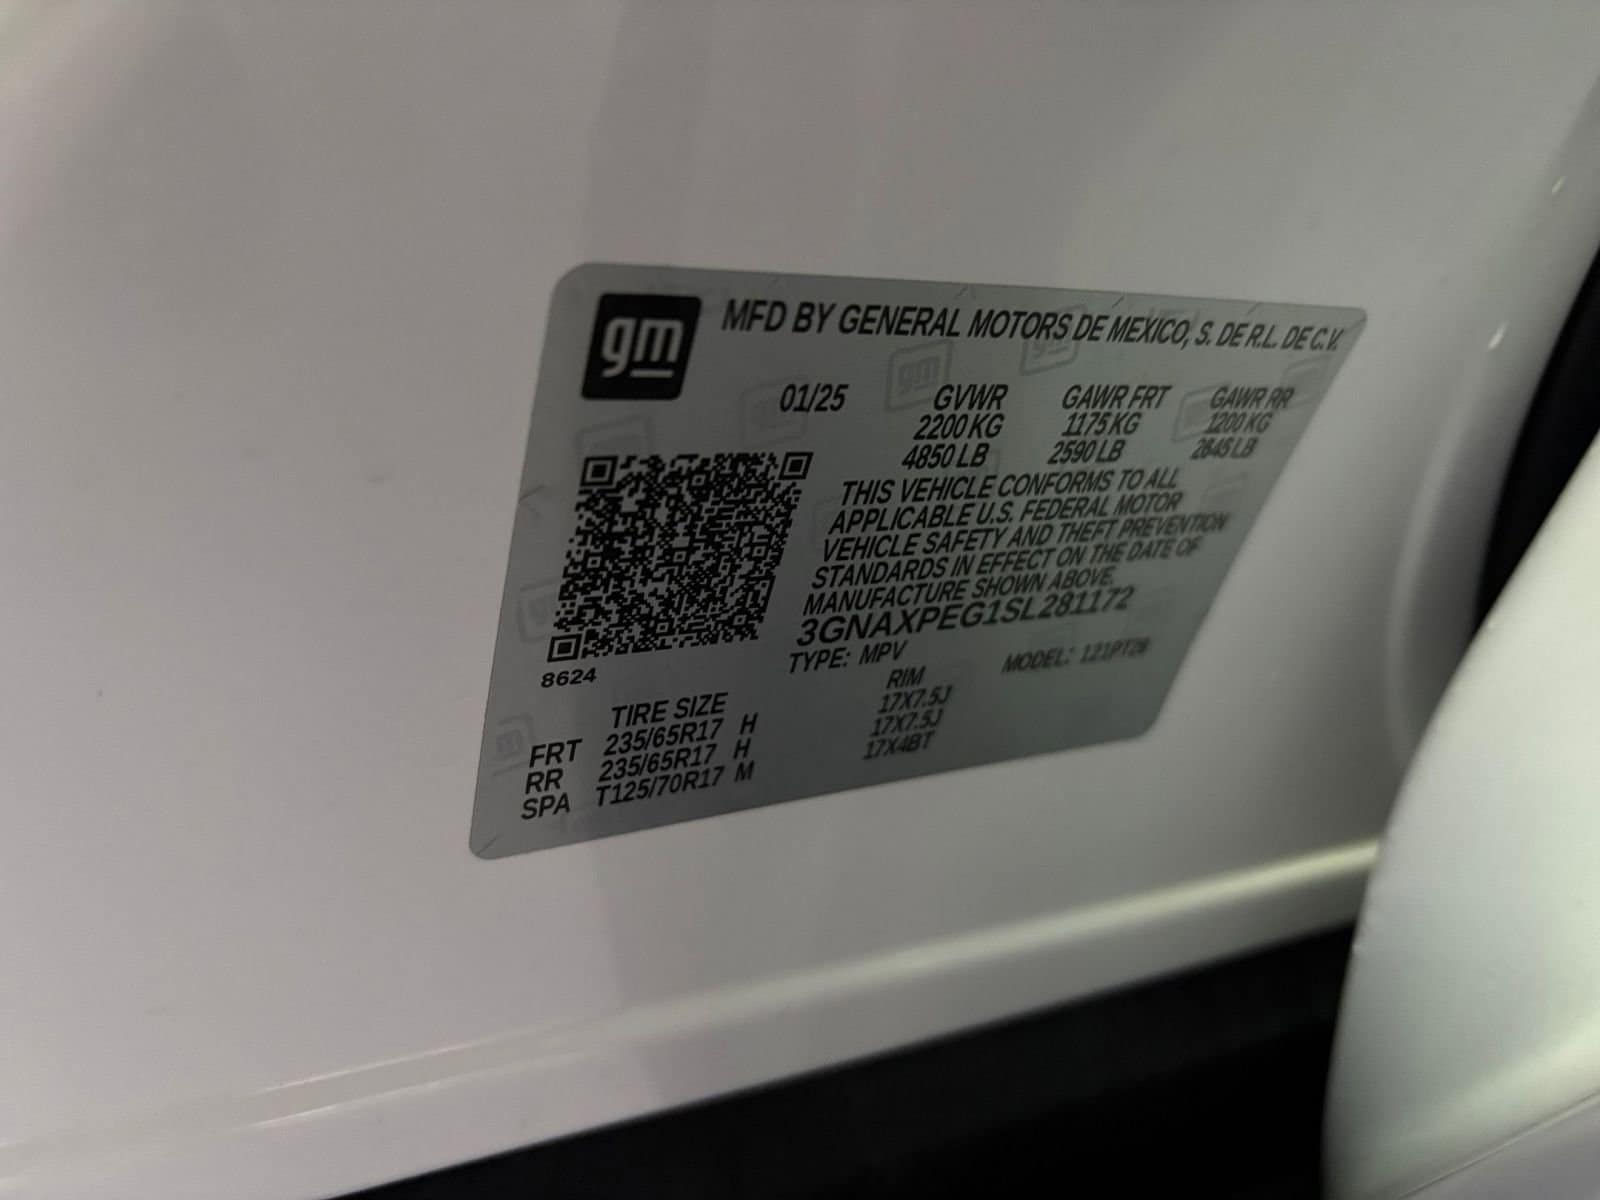 gm MFD BY GENERAL MOTORS DE MEXICO, S. DE R.L. DE C.V.
01/25 GVWR GAWR FRT GAWR RR
2200 KG 1175 KG 1200 KG
4850 LB 2590 LB 2645 LB
THIS VEHICLE CONFORMS TO ALL
APPLICABLE U.S. FEDERAL MOTOR
VEHICLE SAFETY AND THEFT PREVENTION
STANDARDS IN EFFECT ON THE DATE OF
MANUFACTURE SHOWN ABOVE.
3GNAXPEG1SL281172
8624 TYPE: MPV MODEL: 121PT26
TIRE SIZE RIM
FRT 235/65R17 H 17X7.5J
RR 235/65R17 H 17X7.5J
SPA T125/70R17 M 17X4BT